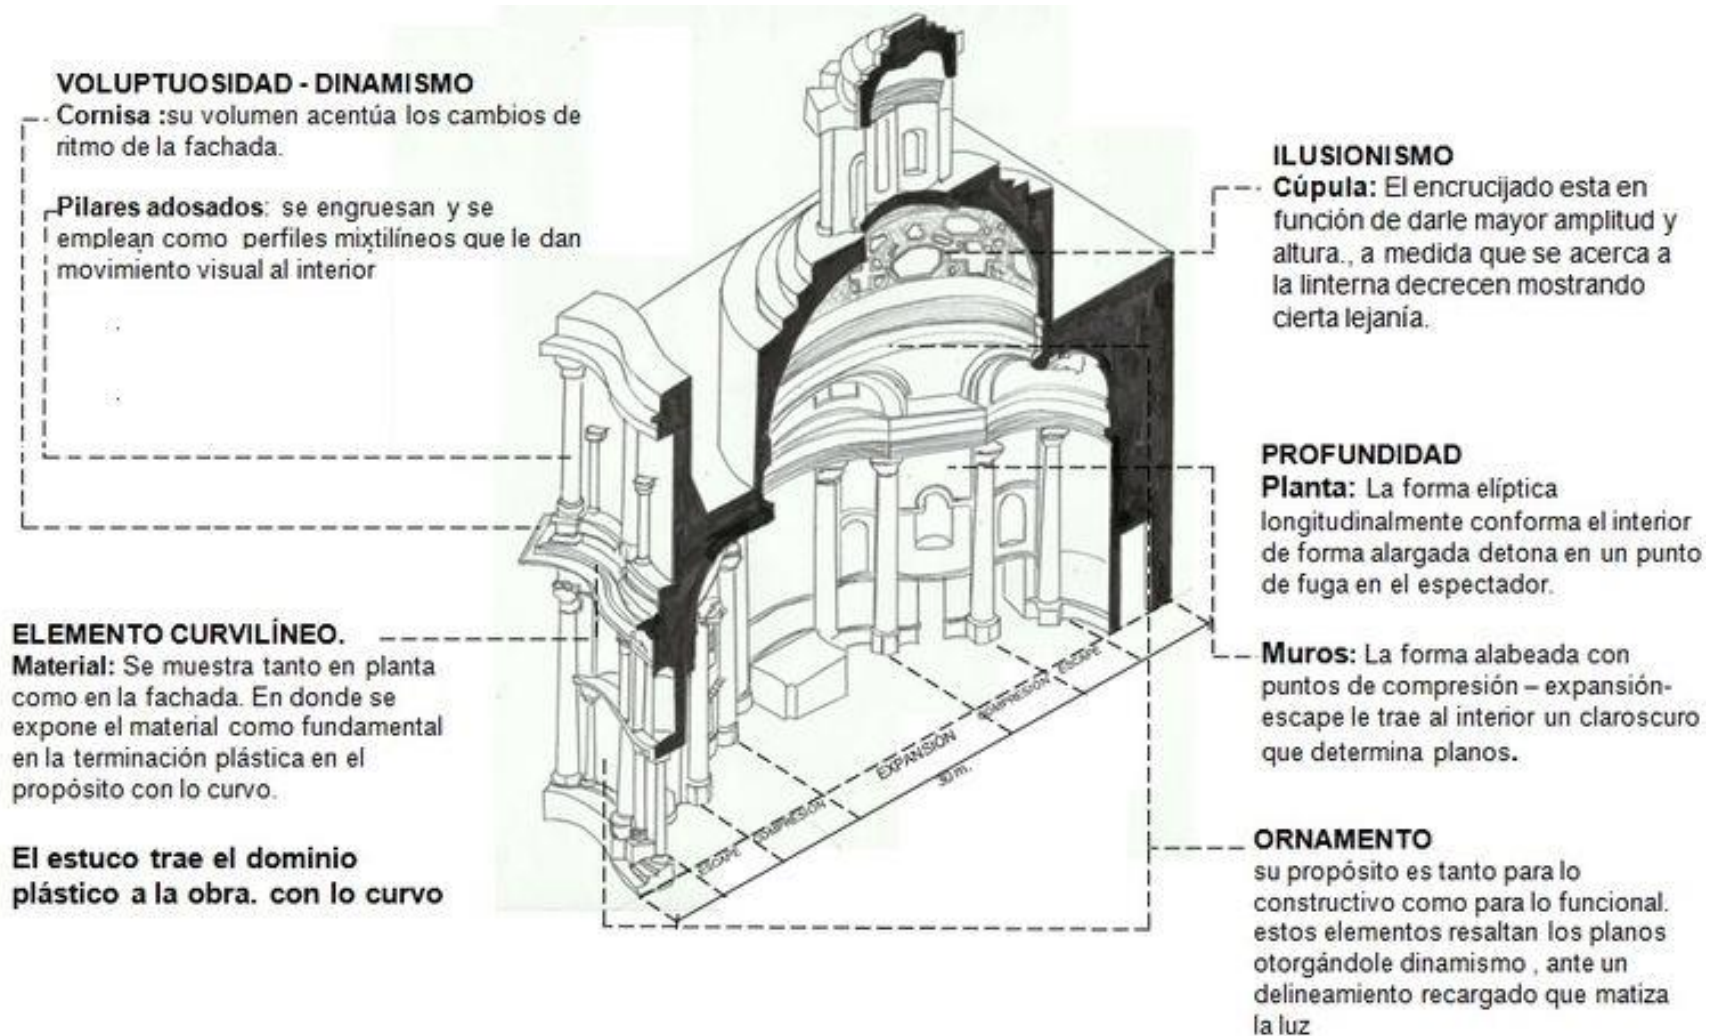 VOLUPTUOSIDAD - DINAMISMO
Cornisa :su volumen acentúa los cambios de
ritmo de la fachada.
Pilares adosados: se engruesan y se
emplean como perfiles mixtilíneos que le dan
movimiento visual al interior
ELEMENTO CURVILÍNEO.
Material: Se muestra tanto en planta
como en la fachada. En donde se
expone el material como fundamental
en la terminación plástica en el
propósito con lo curvo.
El estuco trae el dominio
plástico a la obra. con lo curvo
ESCAPE
COMPRESION
EXPANSIÓN
COMPRESION
ESCAPE
30 m.
ILUSIONISMO
Cúpula: El encrucijado esta en
función de darle mayor amplitud y
altura., a medida que se acerca a
la linterna decrecen mostrando
cierta lejanía.
PROFUNDIDAD
Planta: La forma elíptica
longitudinalmente conforma el interior
de forma alargada detona en un punto
de fuga en el espectador.
Muros: La forma alabeada con
puntos de compresión – expansión-
escape le trae al interior un claroscuro
que determina planos.
ORNAMENTO
su propósito es tanto para lo
constructivo como para lo funcional.
estos elementos resaltan los planos
otorgándole dinamismo , ante un
delineamiento recargado que matiza
la luz